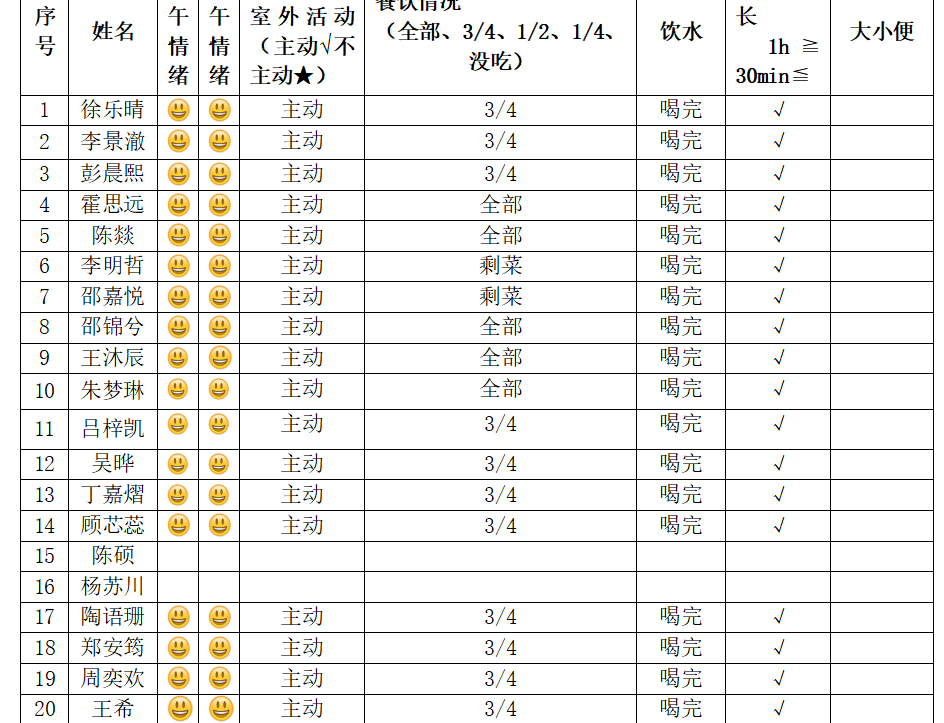 序号 姓名 午情绪 午情绪 室外活动（主动√不主动★） 餐饮情况（全部、3/4、1/2、1/4、没吃） 饮水 长 1h ≧ 30min≦ 大小便
1 徐乐晴 😃 😃 主动 3/4 喝完 √
2 李景澈 😃 😃 主动 3/4 喝完 √
3 彭晨熙 😃 😃 主动 3/4 喝完 √
4 霍思远 😃 😃 主动 全部 喝完 √
5 陈燚 😃 😃 主动 全部 喝完 √
6 李明哲 😃 😃 主动 剩菜 喝完 √
7 邵嘉悦 😃 😃 主动 剩菜 喝完 √
8 邵锦兮 😃 😃 主动 全部 喝完 √
9 王沐辰 😃 😃 主动 全部 喝完 √
10 朱梦琳 😃 😃 主动 全部 喝完 √
11 吕梓凯 😃 😃 主动 3/4 喝完 √
12 吴晔 😃 😃 主动 3/4 喝完 √
13 丁嘉熠 😃 😃 主动 3/4 喝完 √
14 顾芯蕊 😃 😃 主动 3/4 喝完 √
15 陈硕
16 杨苏川
17 陶语珊 😃 😃 主动 3/4 喝完 √
18 郑安筠 😃 😃 主动 3/4 喝完 √
19 周奕欢 😃 😃 主动 3/4 喝完 √
20 王希 😃 😃 主动 3/4 喝完 √